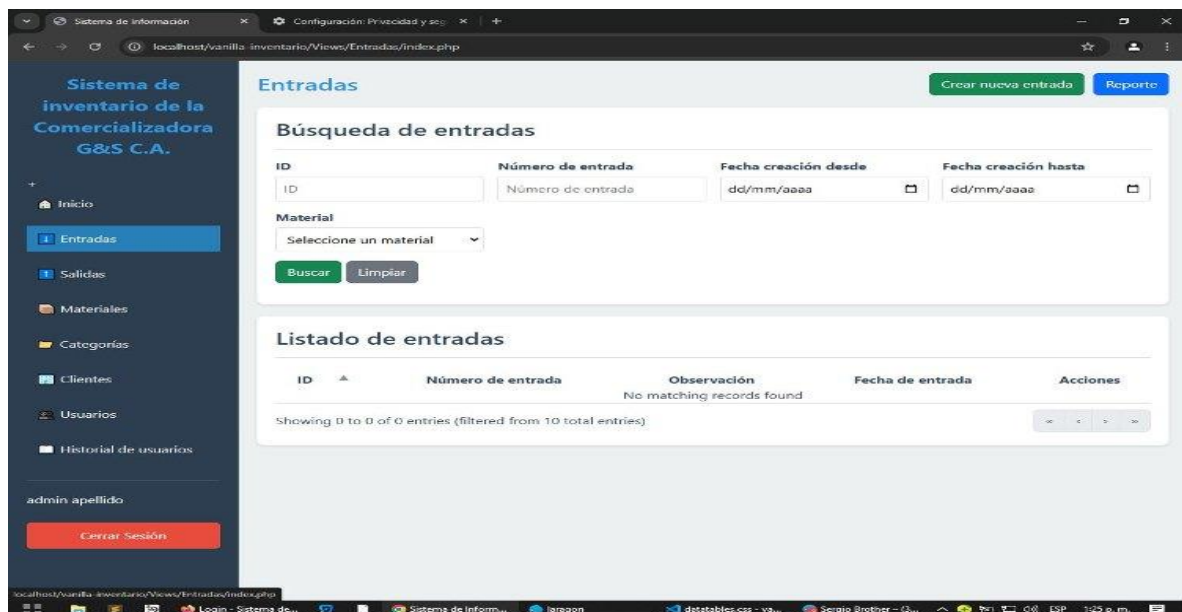 Sistema de información
Configuración: Privacidad y seg
localhost/vanilla-inventario/Views/Entradas/index.php
Sistema de
inventario de la
Comercializadora
G&S C.A.
Inicio
Entradas
Salidas
Materiales
Categorías
Clientes
Usuarios
Historial de usuarios
admin apellido
Cerrar Sesión
Entradas
Crear nueva entrada
Reporte
Búsqueda de entradas
ID
Número de entrada
Fecha creación desde
Fecha creación hasta
ID
Número de entrada
dd/mm/aaaa
dd/mm/aaaa
Material
Seleccione un material
Buscar
Limpiar
Listado de entradas
ID
Número de entrada
Observación
Fecha de entrada
Acciones
No matching records found
Showing 0 to 0 of 0 entries (filtered from 10 total entries)
« ‹ › »
localhost/vanilla-inventario/Views/Entradas/index.php
Login - Sistema de...
Sistema de inform...
laragon
datatables.css - va...
Sergio Brother – (3...
ESP
1:25 p. m.